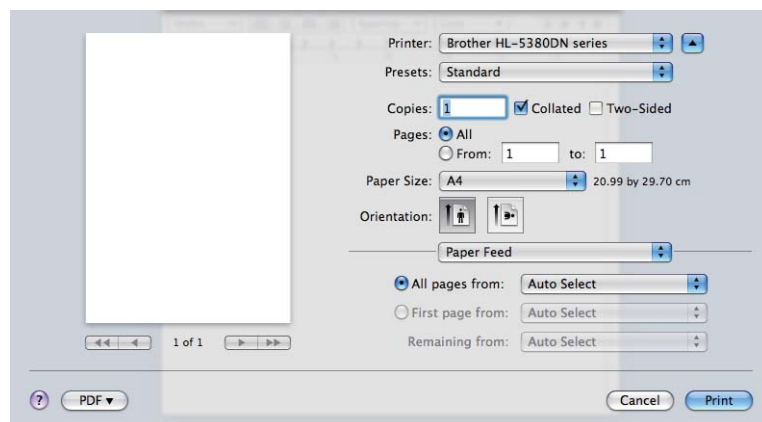 Printer: Brother HL-5380DN series
Presets: Standard
Copies: 1 Collated Two-Sided
Pages: All
From: 1 to: 1
Paper Size: A4 20.99 by 29.70 cm
Orientation:
Paper Feed
All pages from: Auto Select
First page from: Auto Select
Remaining from: Auto Select
1 of 1
? PDF▾ Cancel Print